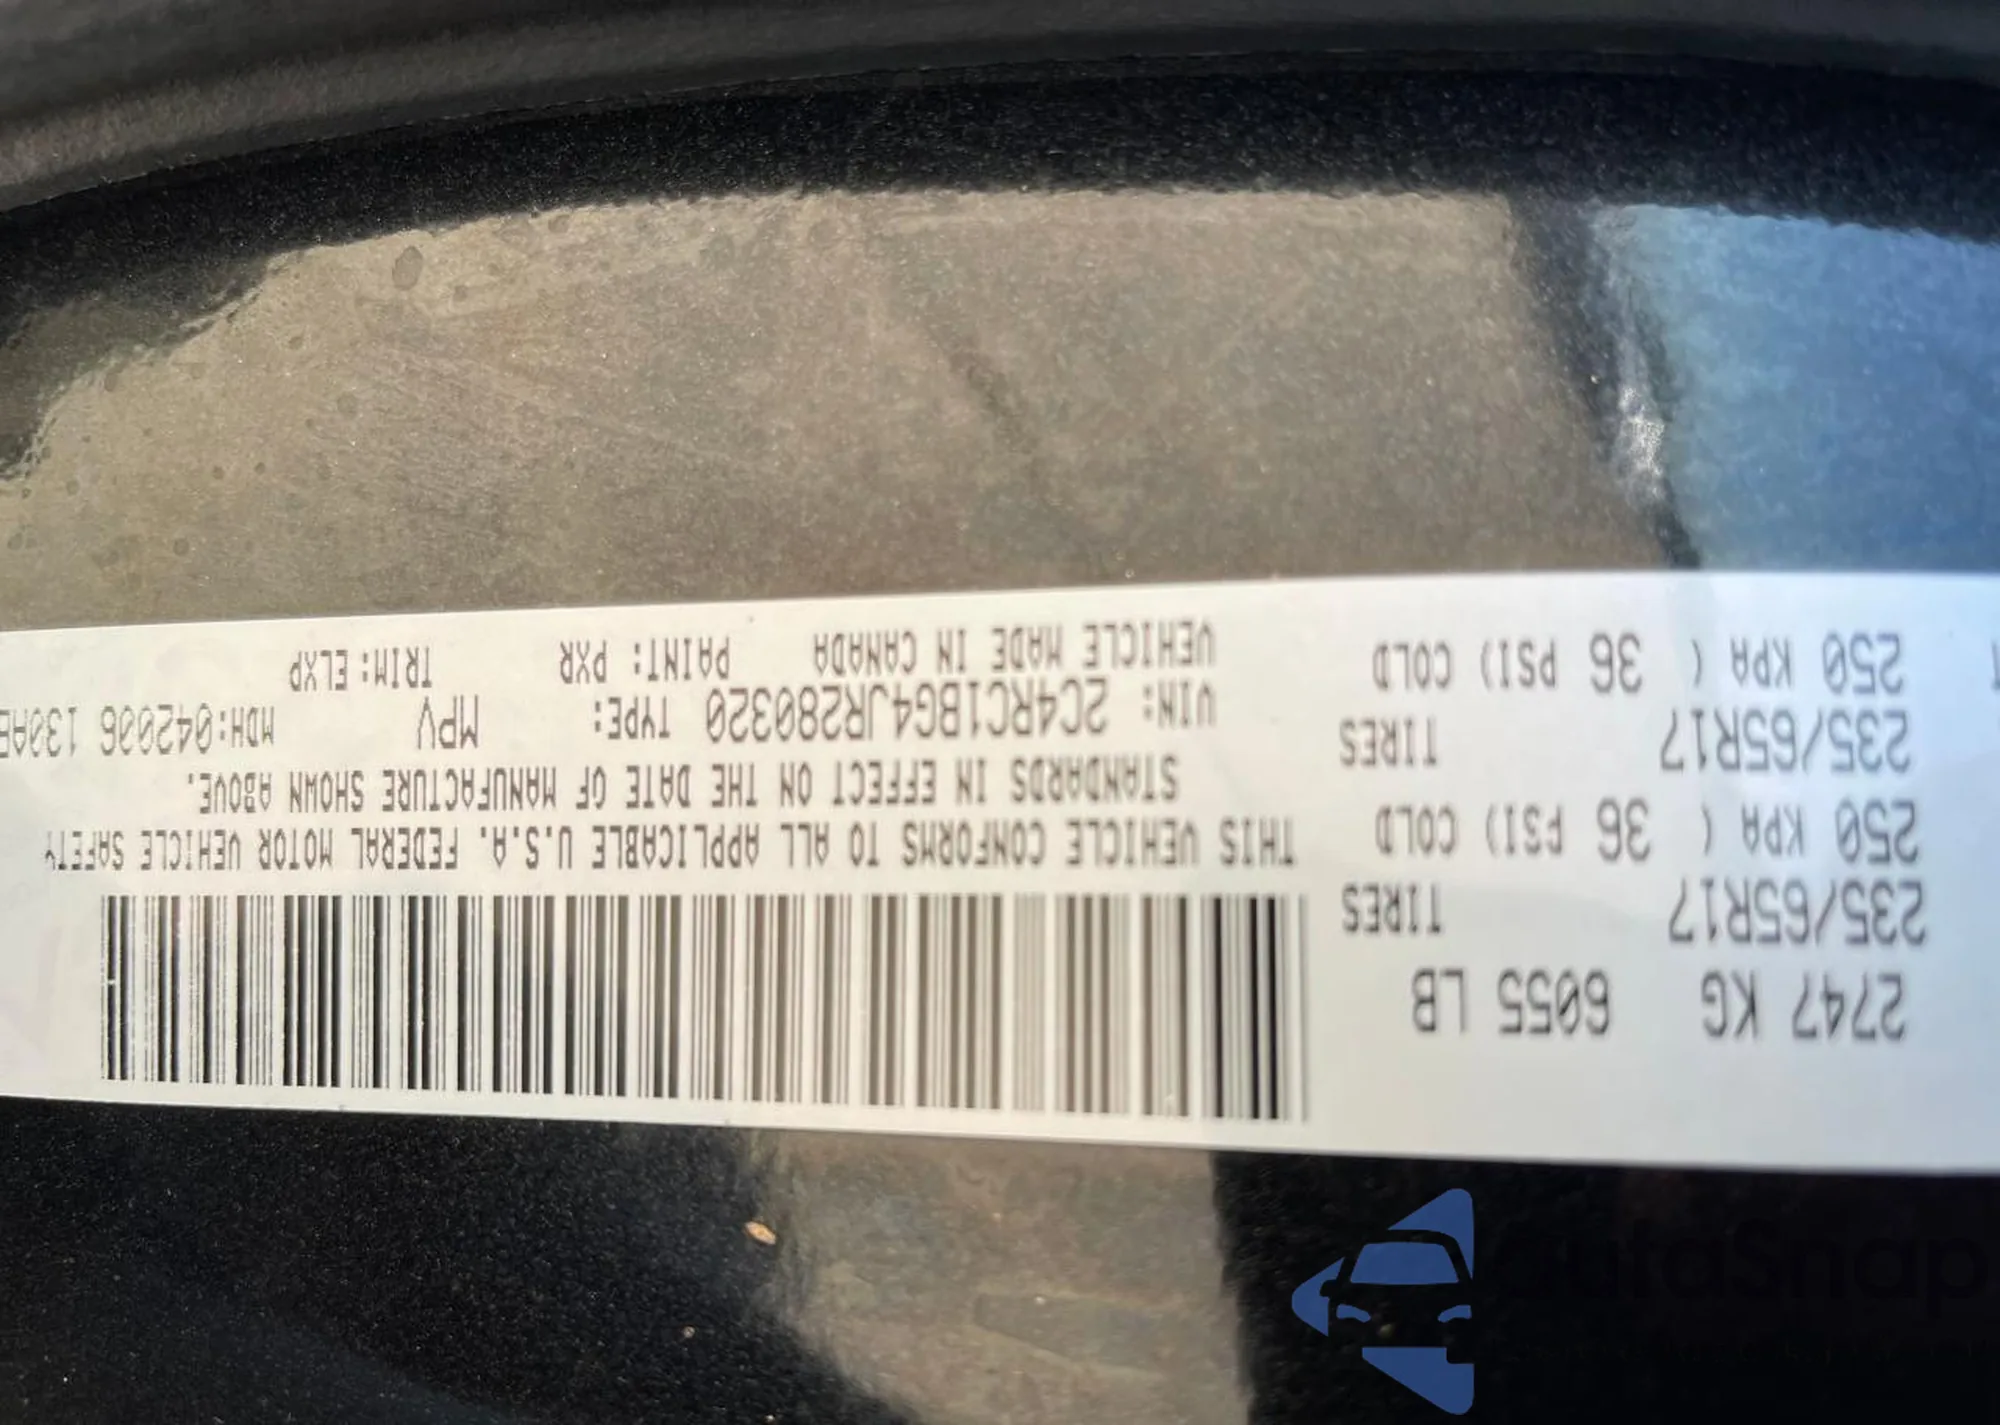 2747 KG 6055 LB
235/65R17 TIRES
250 KPA ( 36 PSI) COLD
235/65R17 TIRES
250 KPA ( 36 PSI) COLD
THIS VEHICLE CONFORMS TO ALL APPLICABLE U.S.A. FEDERAL MOTOR VEHICLE SAFETY
STANDARDS IN EFFECT ON THE DATE OF MANUFACTURE SHOWN ABOVE.
VIN: 2C4RC1BG4JR280320 TYPE: MPV MDH:042006
VEHICLE MADE IN CANADA PAINT: PXR TRIM: ELXP
AutoSnap